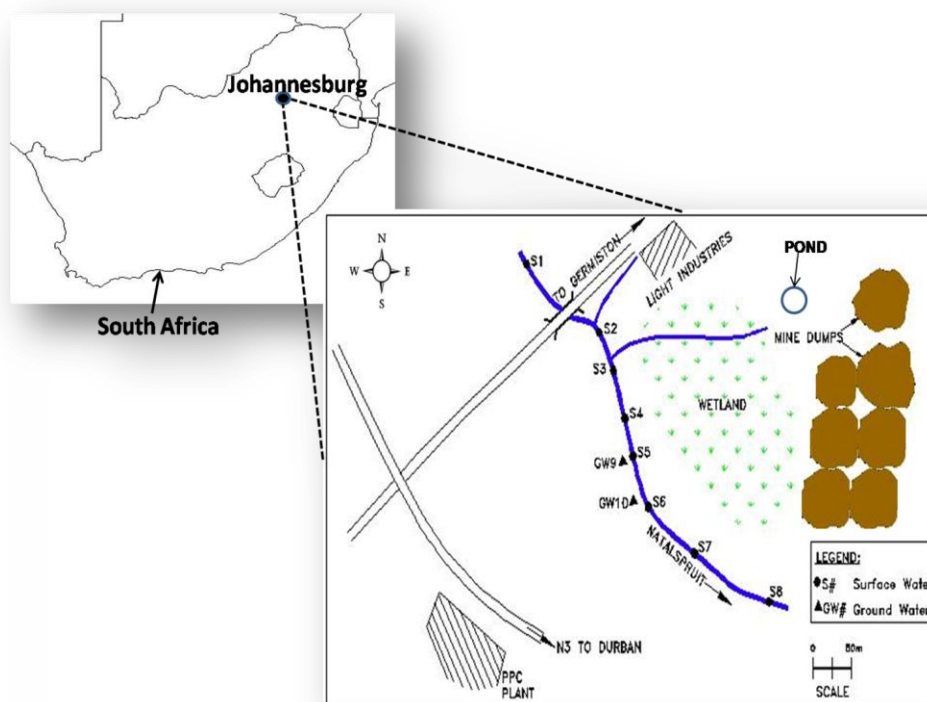 Johannesburg
South Africa
N
W E
S
S1
TO GERMISTON
LIGHT INDUSTRIES
POND
S2
MINE DUMPS
S3
WETLAND
S4
S5
GW9
GW10
S6
S7
NATALSPRUIT
S8
N3 TO DURBAN
PPC
PLANT
LEGEND:
S# Surface Wate
GW# Ground Water
0 80m
SCALE